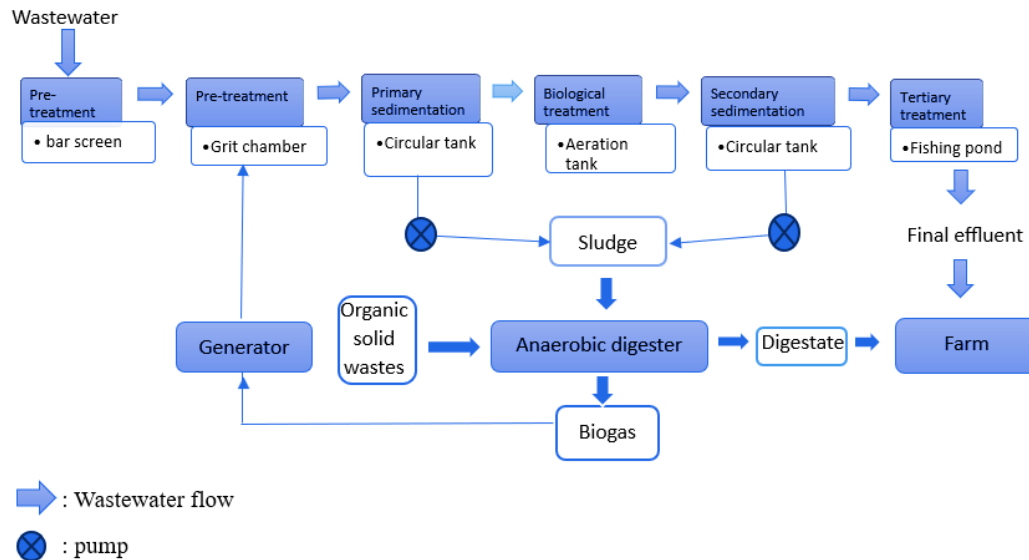 Wastewater
Pre-
treatment
• bar screen
Pre-treatment
•Grit chamber
Primary
sedimentation
•Circular tank
Biological
treatment
•Aeration
tank
Secondary
sedimentation
•Circular tank
Tertiary
treatment
•Fishing pond
Sludge
Final effluent
Generator
Organic
solid
wastes
Anaerobic digester
Digestate
Farm
Biogas
: Wastewater flow
: pump